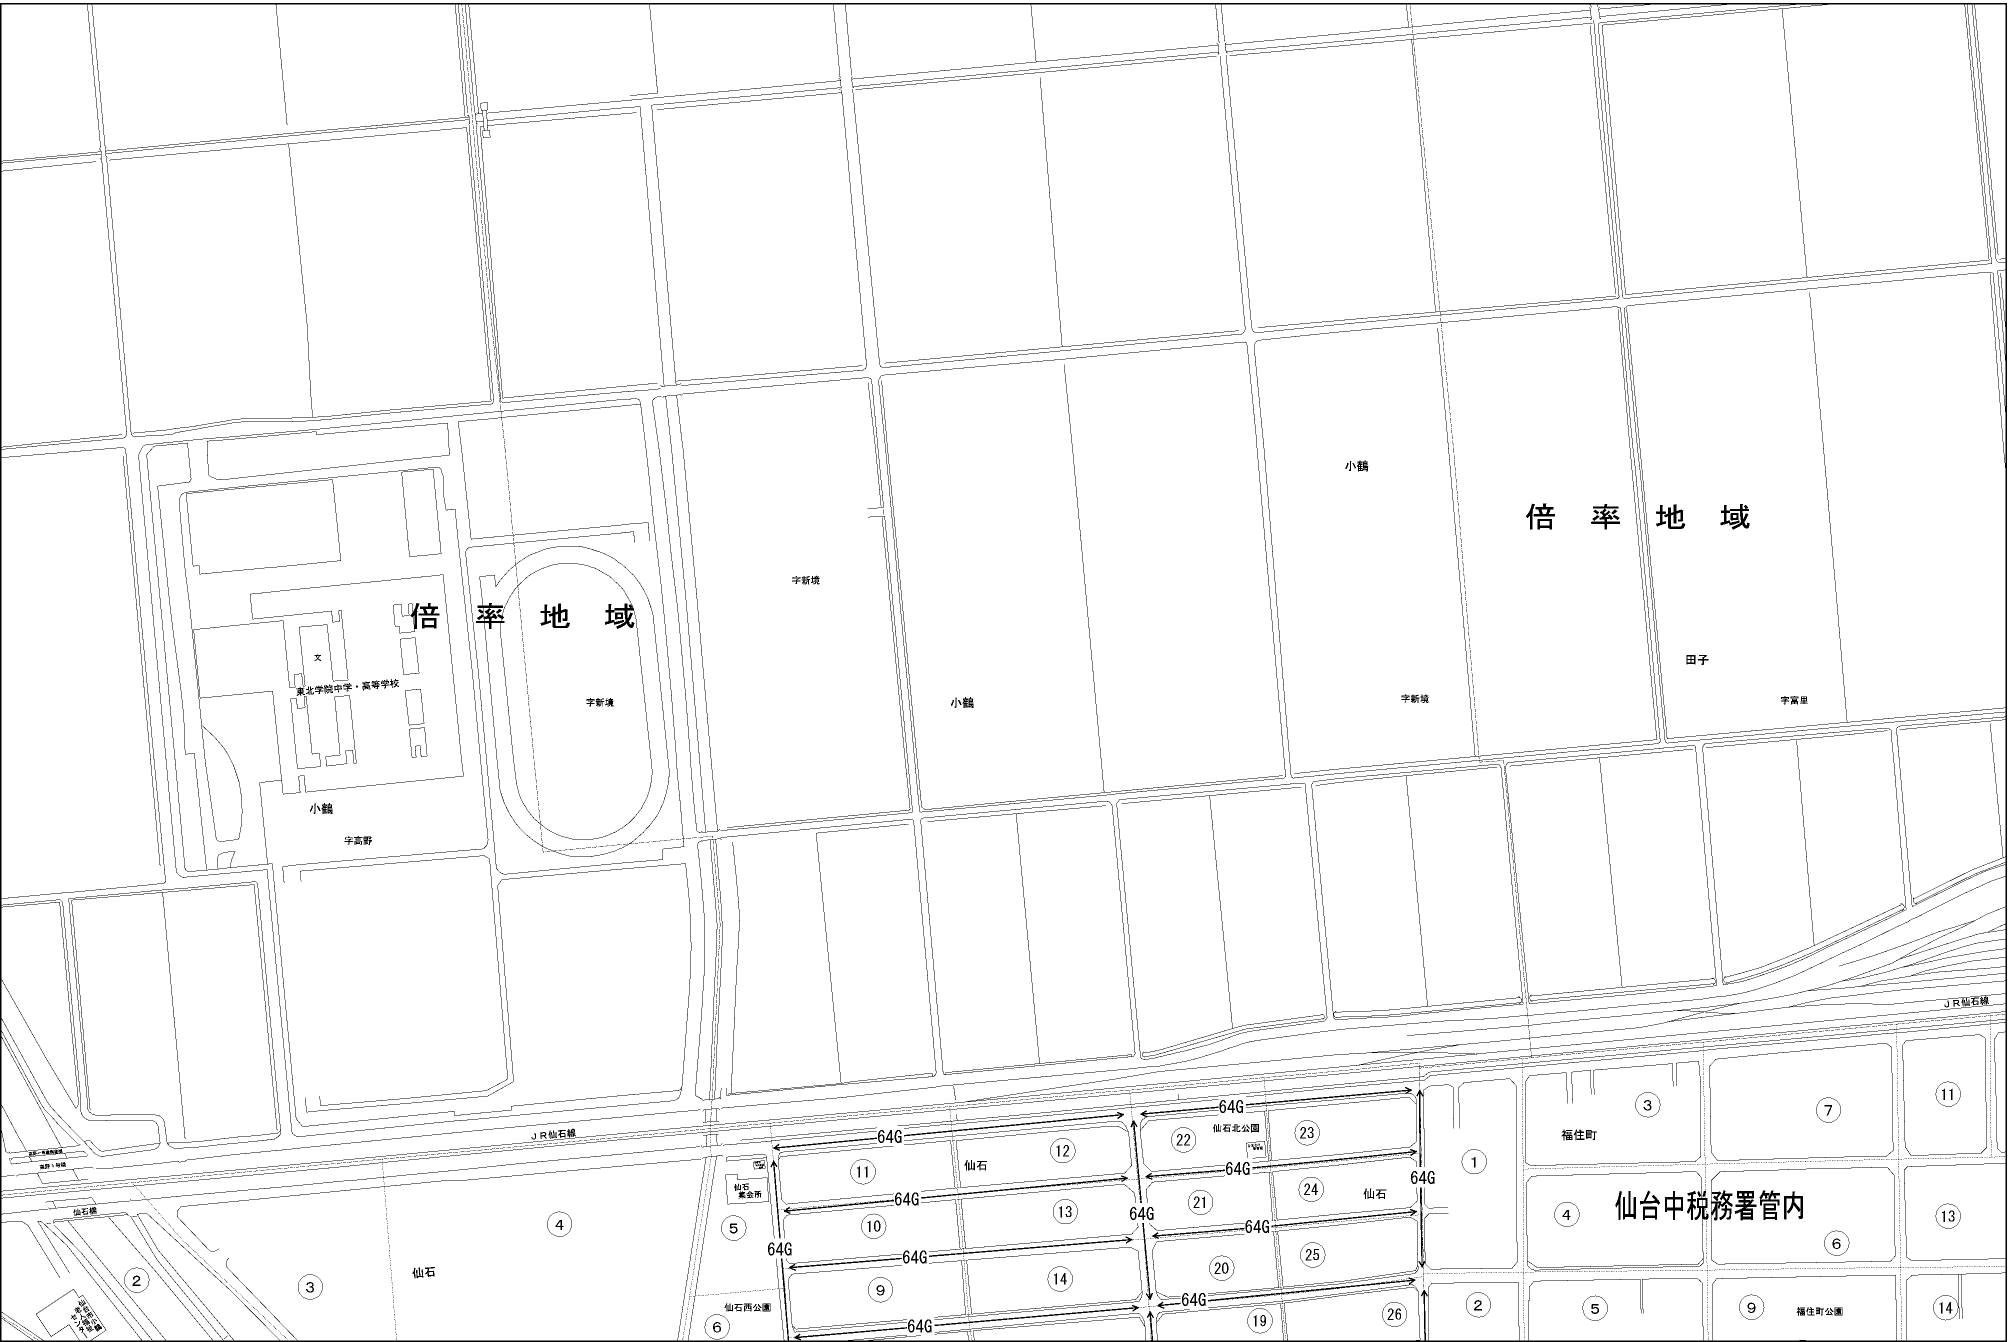 小鶴
倍率地域
字新境
倍率地域
文
東北学院中学・高等学校
字新境
小鶴
字新境
田子
字富里
小鶴
字高野
JR仙石線
JR仙石線
64G
64G
64G
64G
64G
64G
64G
64G
64G
64G
64G
64G
仙石北公園
仙石
集会所
仙石
仙石
仙石
仙石橋
仙石西公園
福住町
福住町公園
仙台中税務署管内
11
12
22
23
1
3
7
11
10
13
21
24
4
13
4
5
9
14
20
25
6
2
3
6
19
26
2
5
9
14